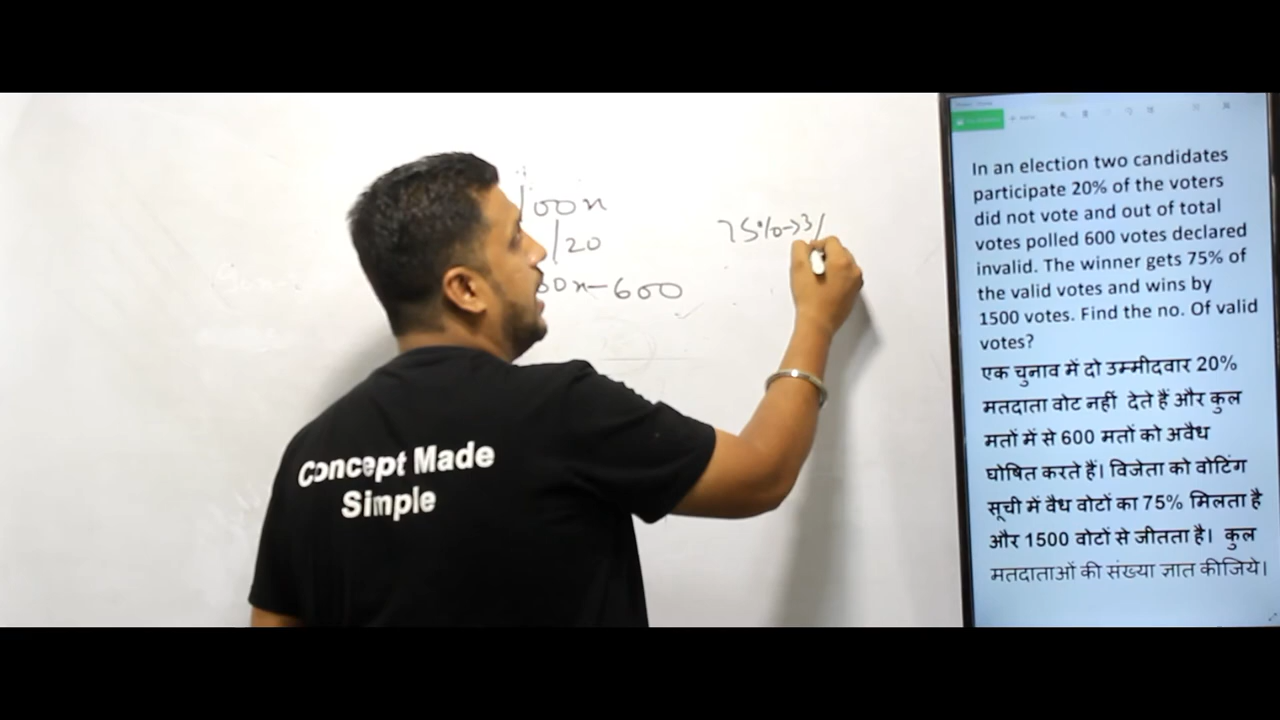 100x
/20
80x-600
75%→3/
Concept Made
Simple
In an election two candidates
participate 20% of the voters
did not vote and out of total
votes polled 600 votes declared
invalid. The winner gets 75% of
the valid votes and wins by
1500 votes. Find the no. Of valid
votes?
एक चुनाव में दो उम्मीदवार 20%
मतदाता वोट नहीं देते हैं और कुल
मतों में से 600 मतों को अवैध
घोषित करते हैं। विजेता को वोटिंग
सूची में वैध वोटों का 75% मिलता है
और 1500 वोटों से जीतता है। कुल
मतदाताओं की संख्या ज्ञात कीजिये।